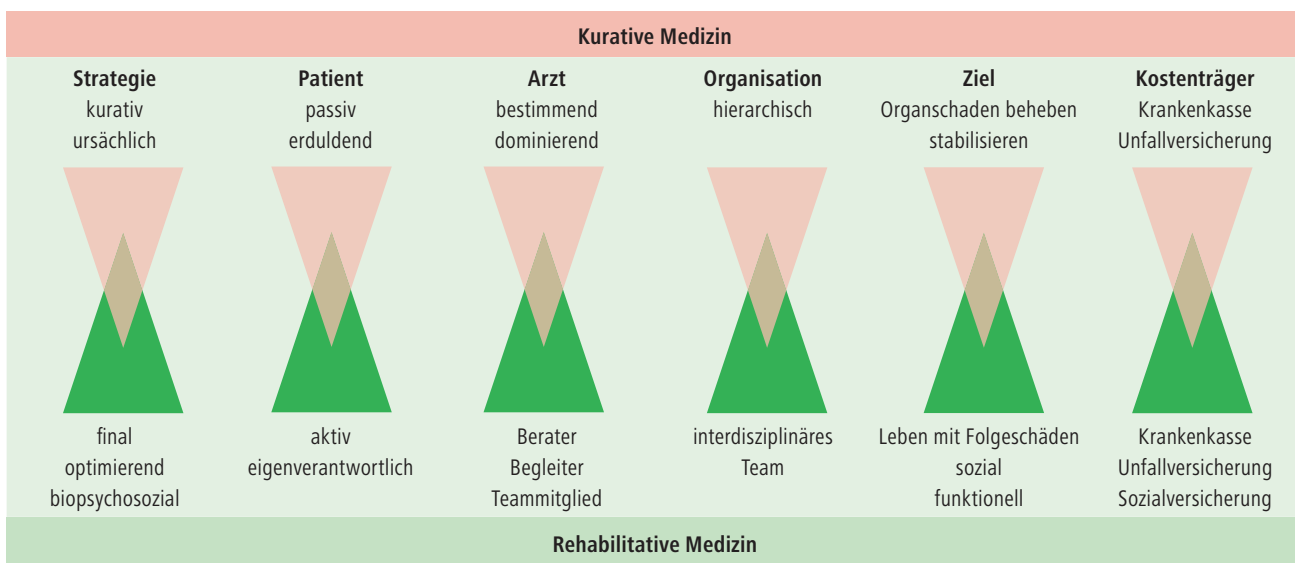 Kurative Medizin
Strategie
kurativ
ursächlich
Patient
passiv
erduldend
Arzt
bestimmend
dominierend
Organisation
hierarchisch
Ziel
Organschaden beheben
stabilisieren
Kostenträger
Krankenkasse
Unfallversicherung
final
optimierend
biopsychosozial
aktiv
eigenverantwortlich
Berater
Begleiter
Teammitglied
interdisziplinäres
Team
Leben mit Folgeschäden
sozial
funktionell
Krankenkasse
Unfallversicherung
Sozialversicherung
Rehabilitative Medizin